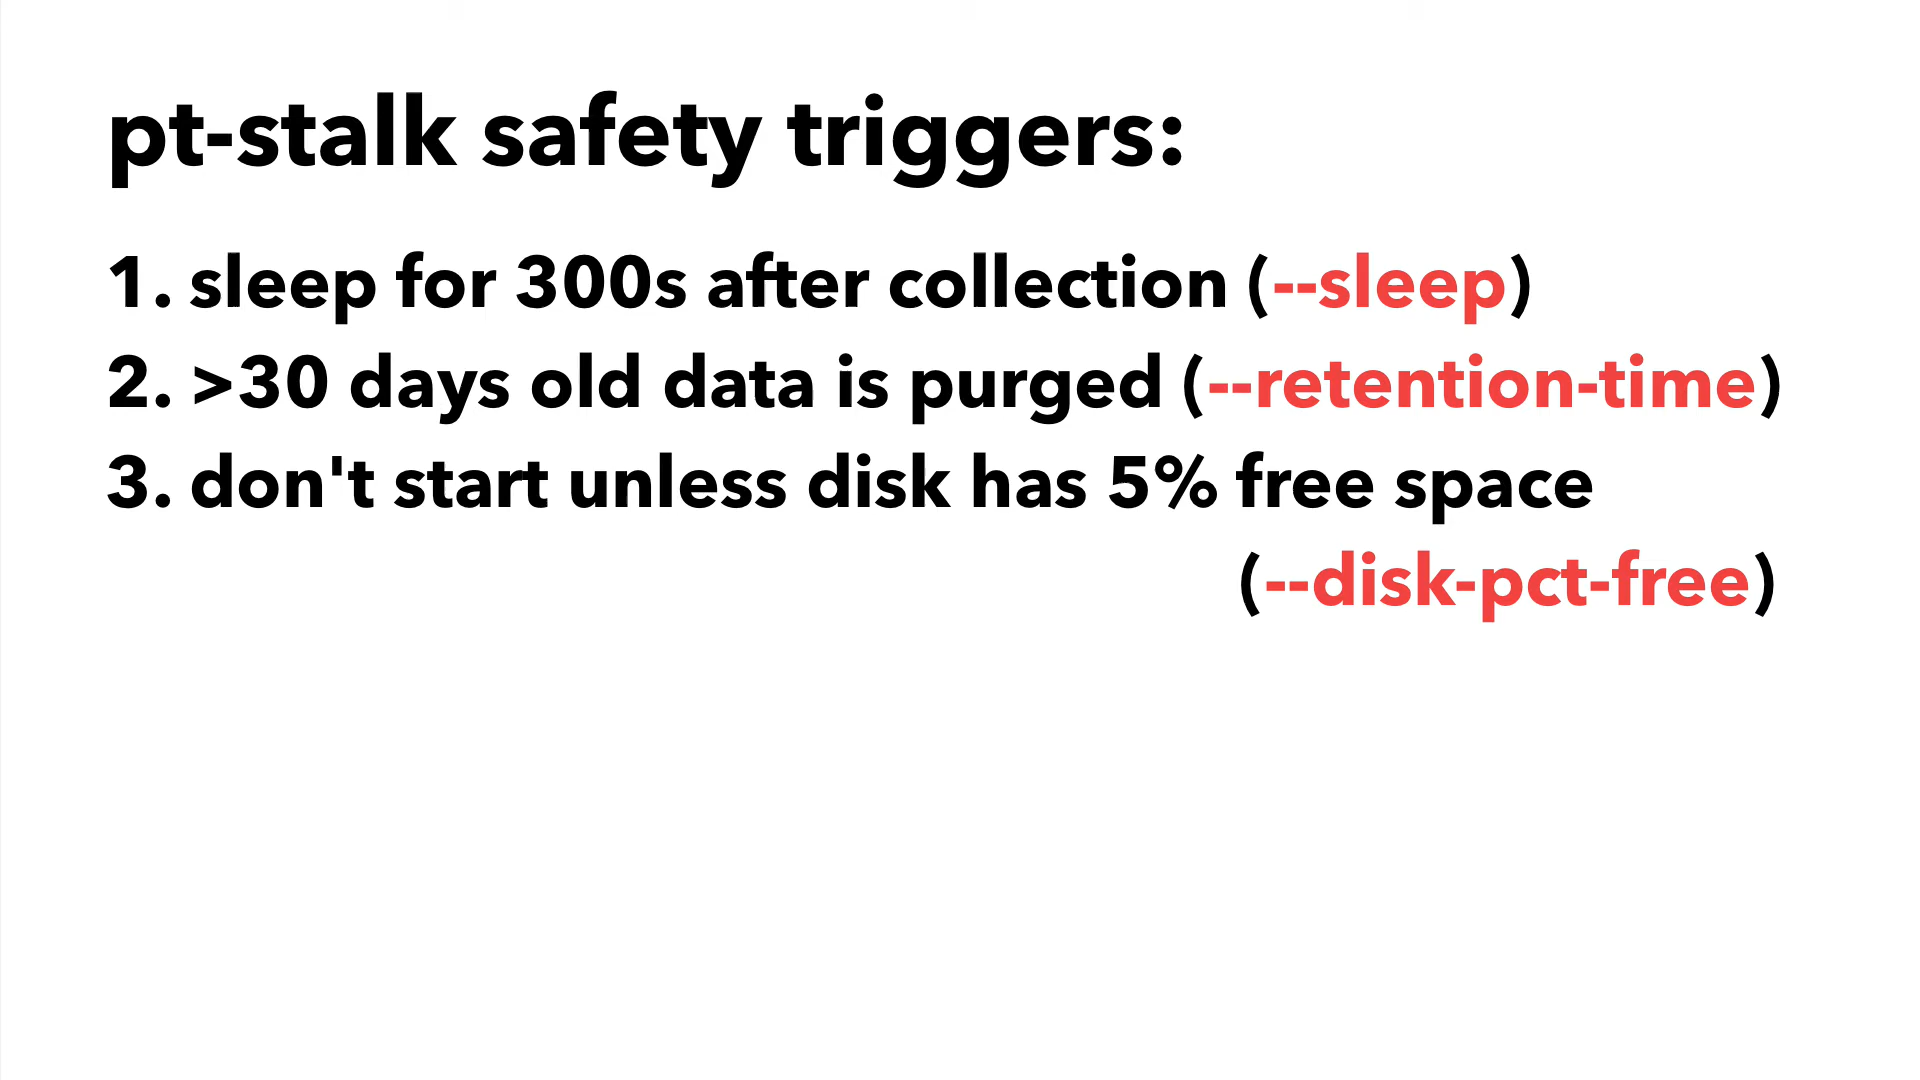 pt-stalk safety triggers:
1. sleep for 300s after collection (--sleep)
2. >30 days old data is purged (--retention-time)
3. don't start unless disk has 5% free space
(--disk-pct-free)